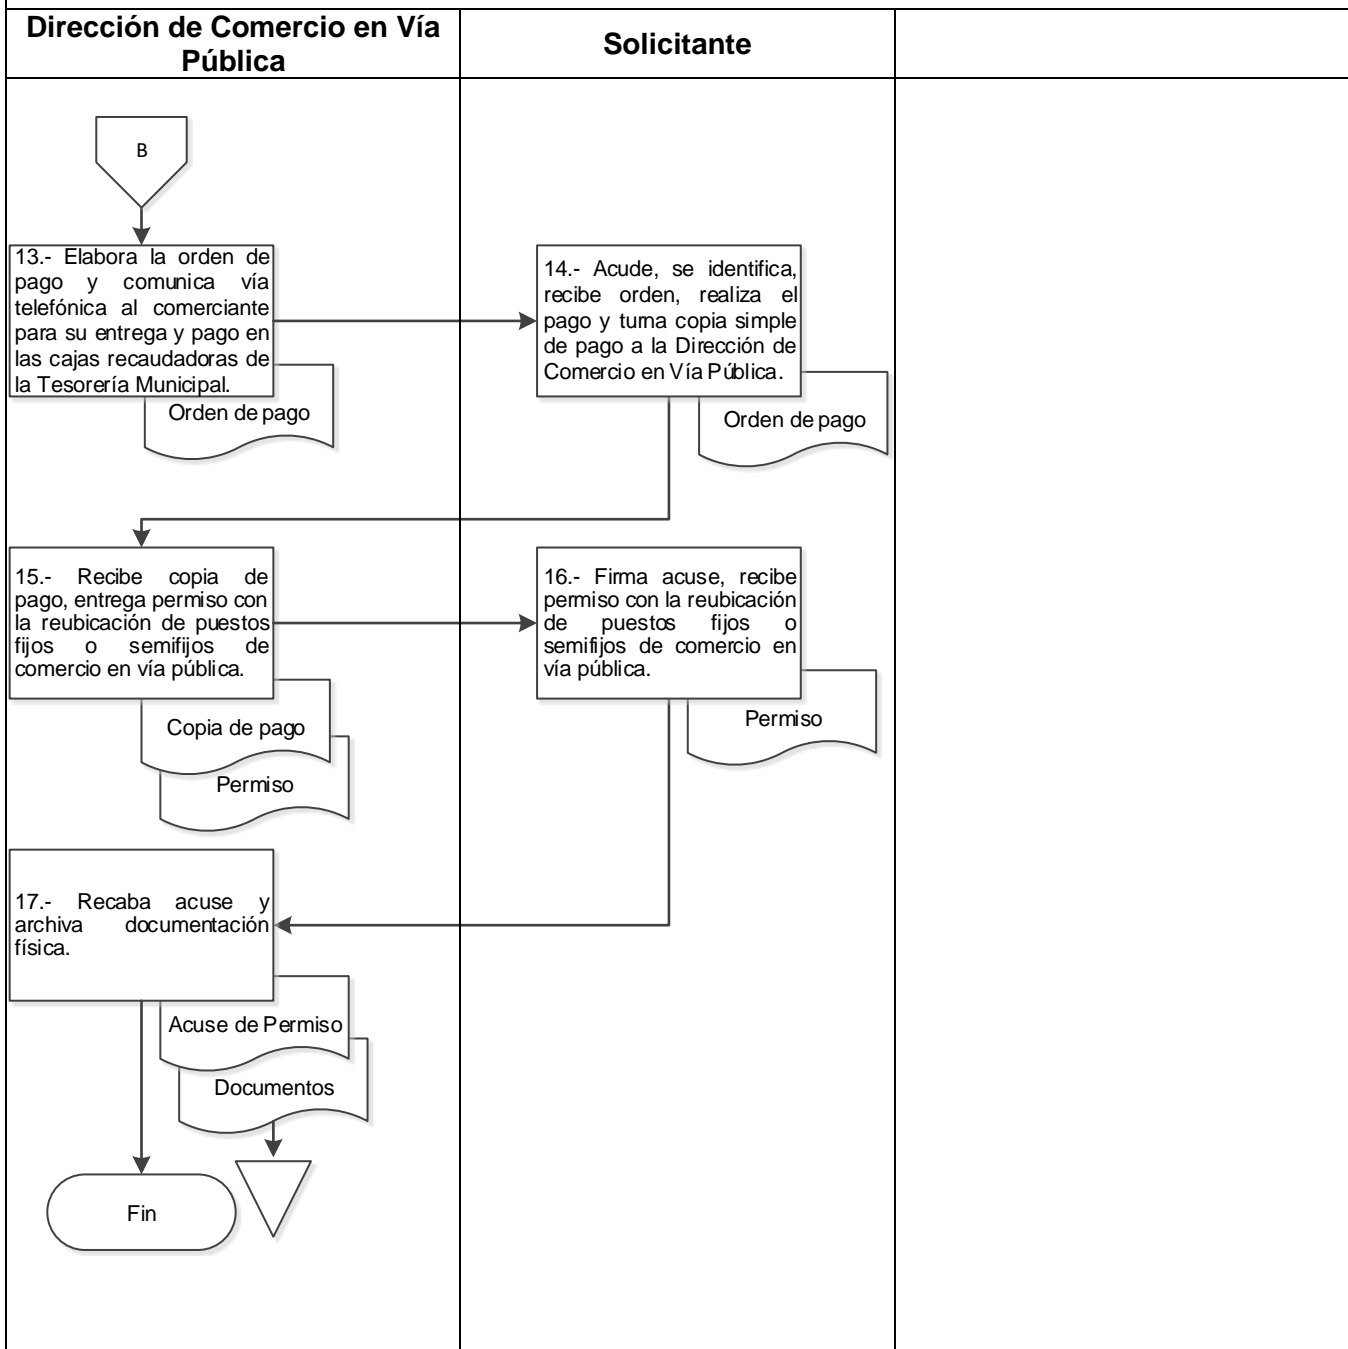 Dirección de Comercio en Vía
Pública
Solicitante
B
13.- Elabora la orden de
pago y comunica vía
telefónica al comerciante
para su entrega y pago en
las cajas recaudadoras de
la Tesorería Municipal.
Orden de pago
14.- Acude, se identifica,
recibe orden, realiza el
pago y turna copia simple
de pago a la Dirección de
Comercio en Vía Pública.
Orden de pago
15.- Recibe copia de
pago, entrega permiso con
la reubicación de puestos
fijos o semifijos de
comercio en vía pública.
Copia de pago
Permiso
16.- Firma acuse, recibe
permiso con la reubicación
de puestos fijos o
semifijos de comercio en
vía pública.
Permiso
17.- Recaba acuse y
archiva documentación
física.
Acuse de Permiso
Documentos
Fin